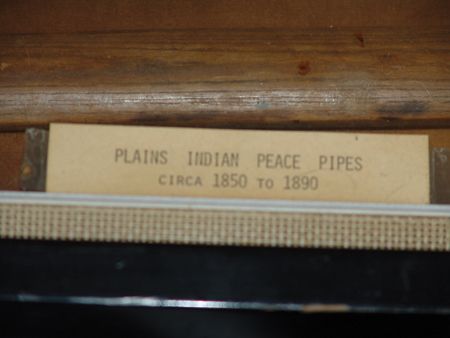 PLAINS INDIAN PEACE PIPES
CIRCA 1850 TO 1890